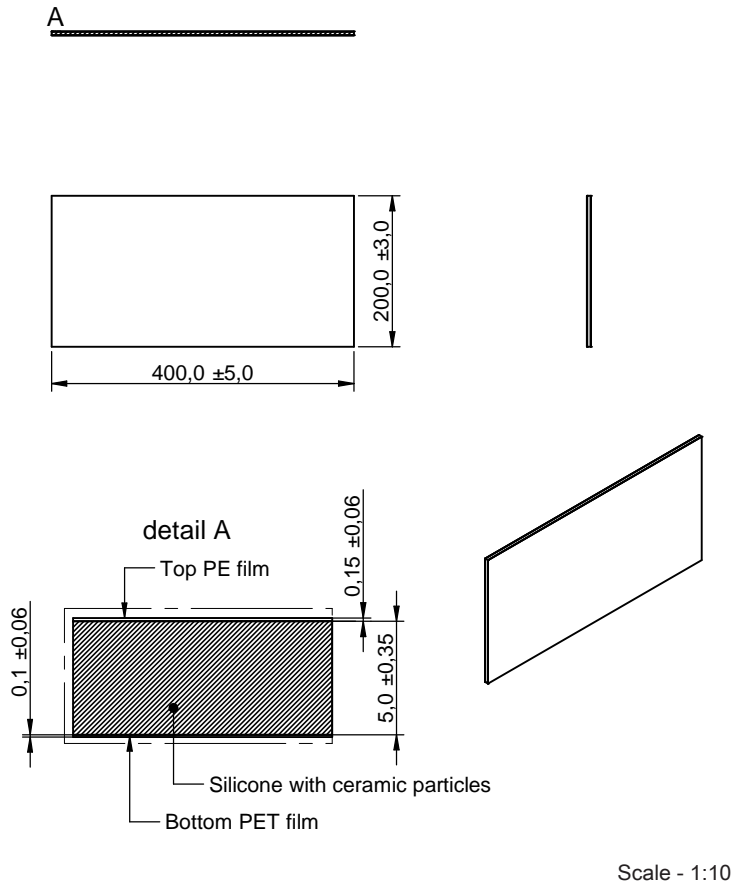 A
200,0 ±3,0
400,0 ±5,0
detail A
Top PE film
0,15 ±0,06
0,1 ±0,06
5,0 ±0,35
Silicone with ceramic particles
Bottom PET film
Scale - 1:10